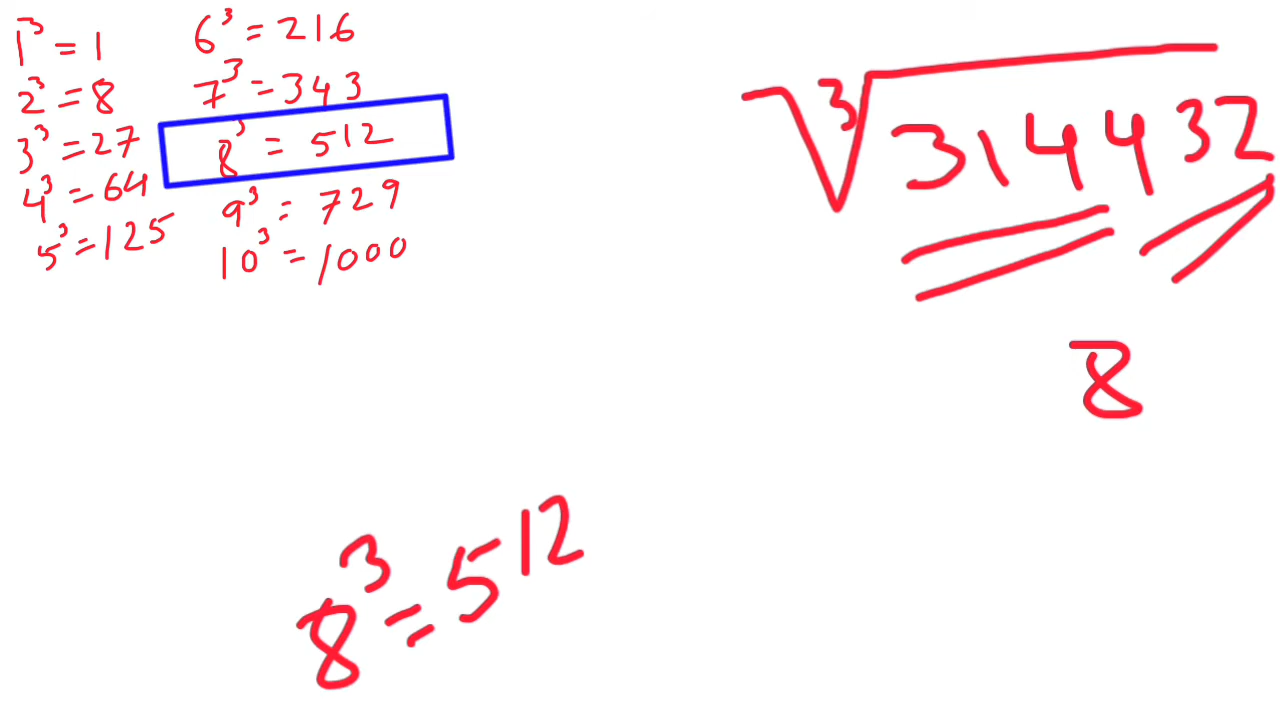 1³ = 1
2³ = 8
3³ = 27
4³ = 64
5³ = 125
6³ = 216
7³ = 343
8³ = 512
9³ = 729
10³ = 1000
∛314432
8
8³ = 512